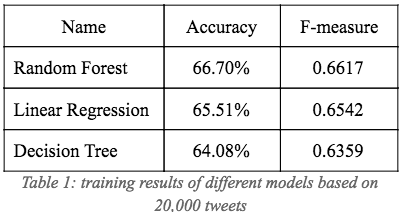 Name Accuracy F-measure
Random Forest 66.70% 0.6617
Linear Regression 65.51% 0.6542
Decision Tree 64.08% 0.6359
Table 1: training results of different models based on
20,000 tweets